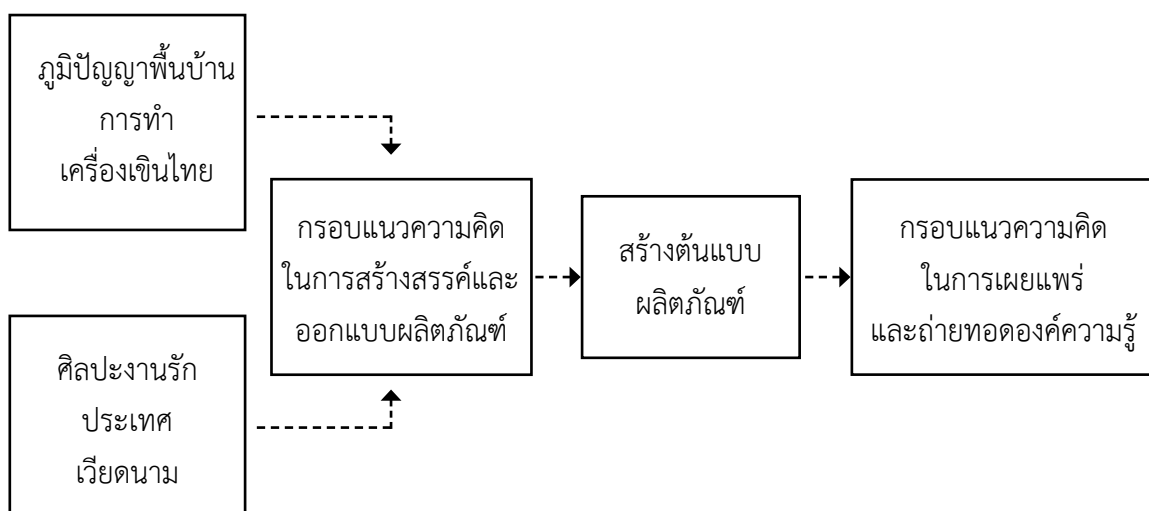 ภูมิปัญญาพื้นบ้าน
การทำ
เครื่องเขินไทย
ศิลปะงานรัก
ประเทศ
เวียดนาม
กรอบแนวความคิด
ในการสร้างสรรค์และ
ออกแบบผลิตภัณฑ์
สร้างต้นแบบ
ผลิตภัณฑ์
กรอบแนวความคิด
ในการเผยแพร่
และถ่ายทอดองค์ความรู้